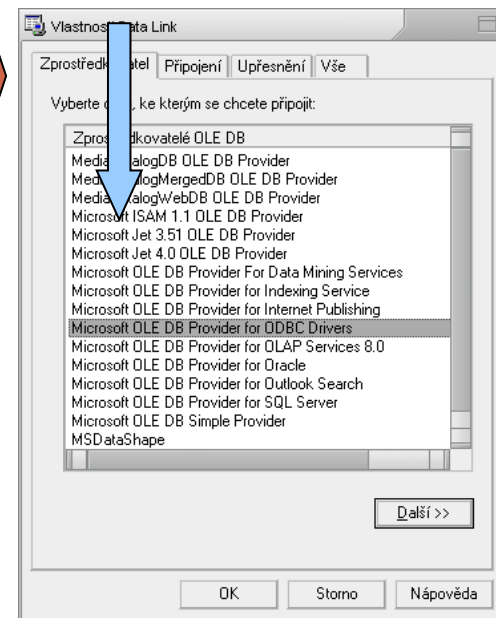 Vlastnosti Data Link
Zprostředkovatel Připojení Upřesnění Vše
Vyberte data, ke kterým se chcete připojit:
Zprostředkovatelé OLE DB
MediaCatalogDB OLE DB Provider
MediaCatalogMergedDB OLE DB Provider
MediaCatalogWebDB OLE DB Provider
Microsoft ISAM 1.1 OLE DB Provider
Microsoft Jet 3.51 OLE DB Provider
Microsoft Jet 4.0 OLE DB Provider
Microsoft OLE DB Provider For Data Mining Services
Microsoft OLE DB Provider for Indexing Service
Microsoft OLE DB Provider for Internet Publishing
Microsoft OLE DB Provider for ODBC Drivers
Microsoft OLE DB Provider for OLAP Services 8.0
Microsoft OLE DB Provider for Oracle
Microsoft OLE DB Provider for Outlook Search
Microsoft OLE DB Provider for SQL Server
Microsoft OLE DB Simple Provider
MSDataShape
Další >>
OK Storno Nápověda